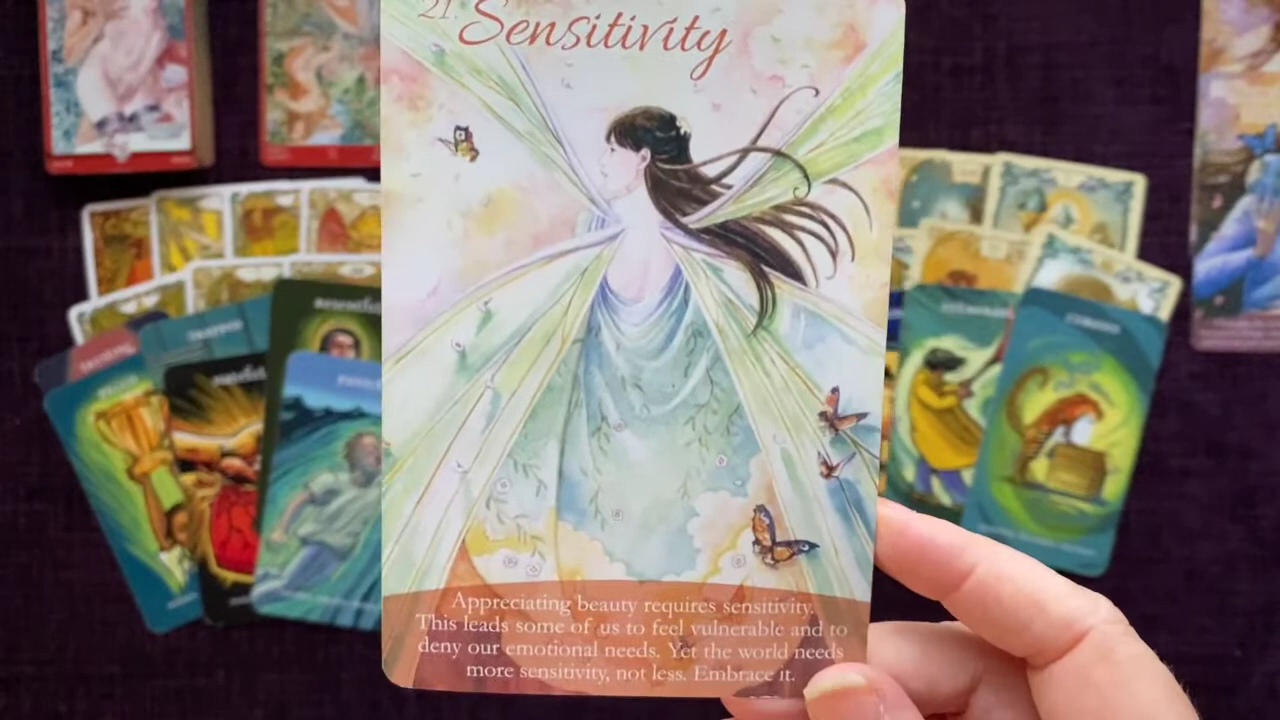 21. Sensitivity
Appreciating beauty requires sensitivity.
This leads some of us to feel vulnerable and to
deny our emotional needs. Yet the world needs
more sensitivity, not less. Embrace it.